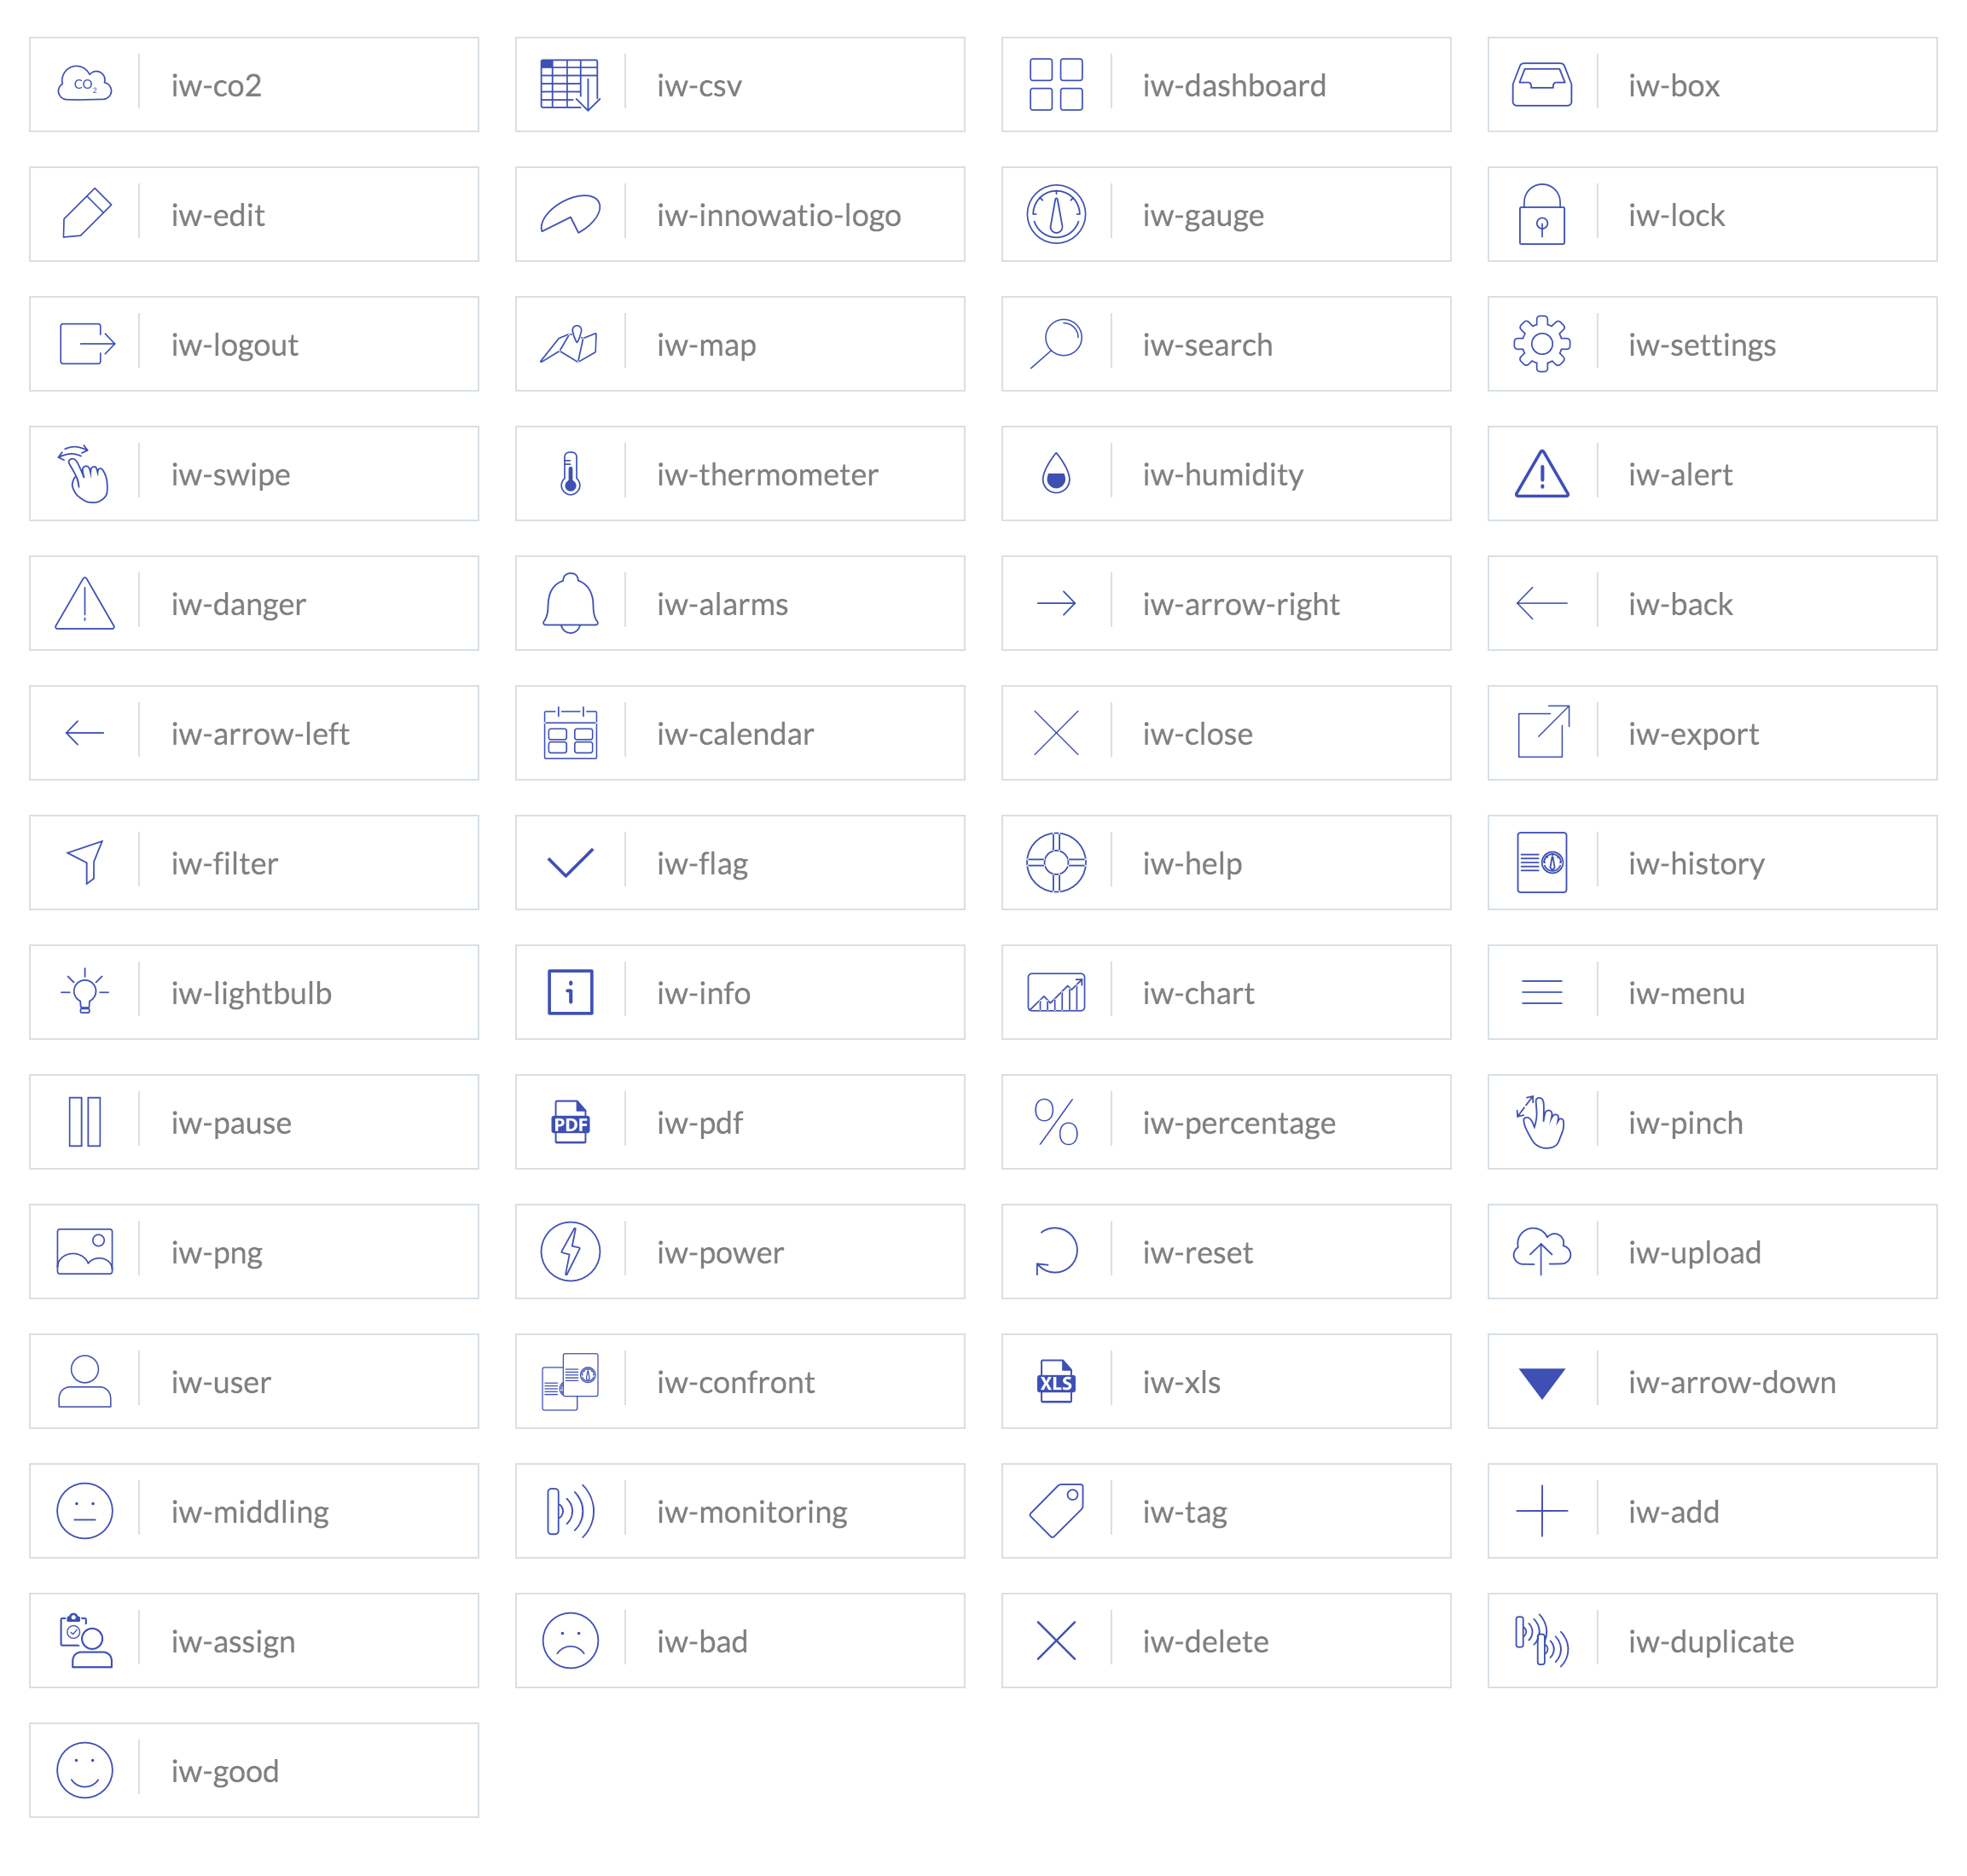 CO2 iw-co2 iw-csv iw-dashboard iw-box
iw-edit iw-innowatio-logo iw-gauge iw-lock
iw-logout iw-map iw-search iw-settings
iw-swipe iw-thermometer iw-humidity iw-alert
iw-danger iw-alarms iw-arrow-right iw-back
iw-arrow-left iw-calendar iw-close iw-export
iw-filter iw-flag iw-help iw-history
iw-lightbulb i iw-info iw-chart iw-menu
iw-pause PDF iw-pdf % iw-percentage iw-pinch
iw-png iw-power iw-reset iw-upload
iw-user iw-confront XLS iw-xls iw-arrow-down
iw-middling iw-monitoring iw-tag iw-add
iw-assign iw-bad iw-delete iw-duplicate
iw-good